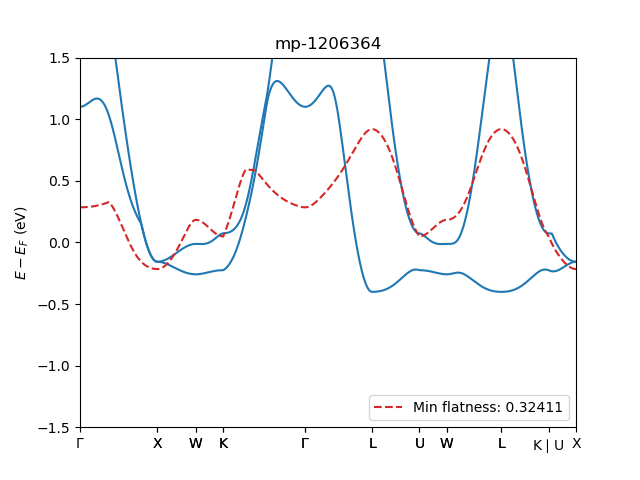 mp-1206364
E − E_F (eV)
1.5
1.0
0.5
0.0
−0.5
−1.0
−1.5
Min flatness: 0.32411
Γ X W K Γ L U W L K | U X